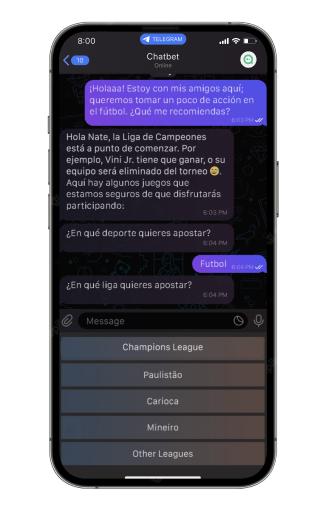 8:00
TELEGRAM
10
Chatbet
Online
¡Holaaa! Estoy con mis amigos aquí;
queremos tomar un poco de acción en
el fútbol. ¿Qué me recomiendas?
6:03 PM
Hola Nate, la Liga de Campeones
está a punto de comenzar. Por
ejemplo, Vini Jr. tiene que ganar, o su
equipo será eliminado del torneo 😅.
Aquí hay algunos juegos que
estamos seguros de que disfrutarás
participando:
6:03 PM
¿En qué deporte quieres apostar?
6:04 PM
Futbol
6:04 PM
¿En qué liga quieres apostar?
6:04 PM
Message
Champions League
Paulistão
Carioca
Mineiro
Other Leagues